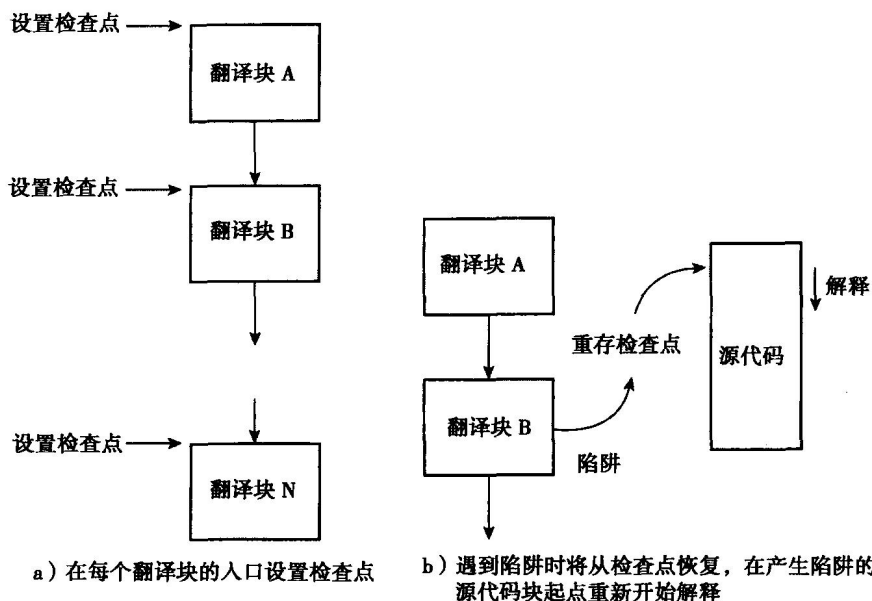 设置检查点
翻译块 A
设置检查点
翻译块 B
设置检查点
翻译块 N
a）在每个翻译块的入口设置检查点
翻译块 A
翻译块 B
陷阱
重存检查点
源代码
解释
b）遇到陷阱时将从检查点恢复，在产生陷阱的
源代码块起点重新开始解释